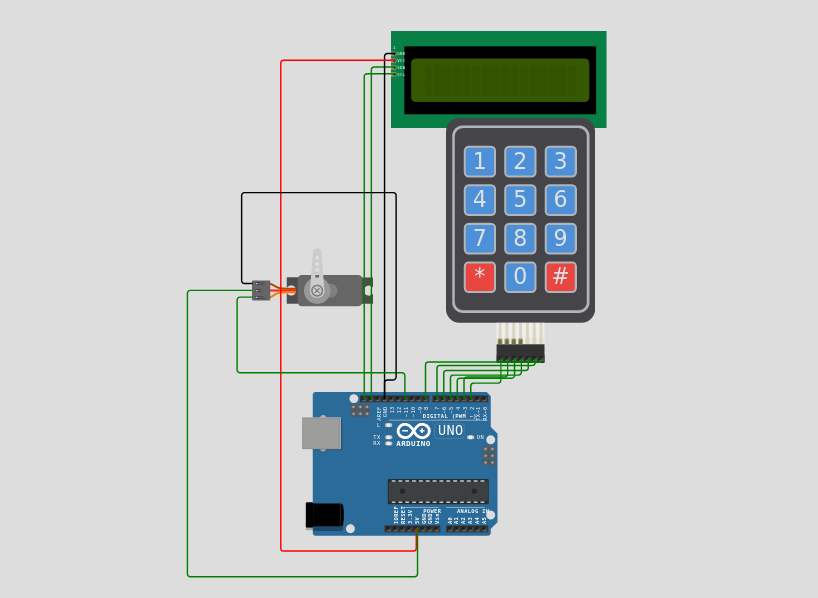 1
GND
VCC
SDA
SCL
1 2 3
4 5 6
7 8 9
* 0 #
AREF
GND
13
12
~11
~10
~9
8
7
~6
~5
4
~3
2
TX→1
RX←0
DIGITAL (PWM ~)
L
TX
RX
UNO
ON
ARDUINO
IOREF
RESET
3.3V
5V
GND
GND
Vin
POWER
ANALOG IN
A0
A1
A2
A3
A4
A5